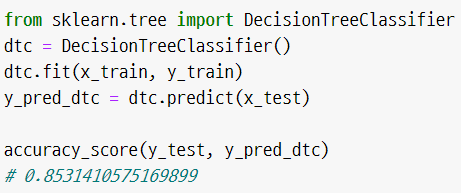 from sklearn.tree import DecisionTreeClassifier
dtc = DecisionTreeClassifier()
dtc.fit(x_train, y_train)
y_pred_dtc = dtc.predict(x_test)
accuracy_score(y_test, y_pred_dtc)
# 0.8531410575169899